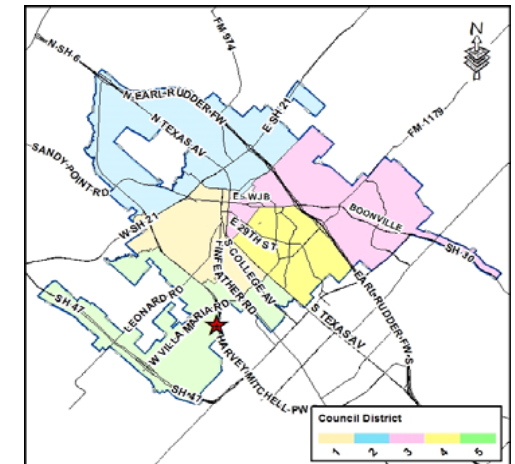 N
FM 974
N-SH-6
N-EARL-RUDDER-FW
E SH 21
N TEXAS AV
FM-1179
SANDY-POINT-RD
W-SH 21
E WJB
BOONVILLE
E 29TH ST.
SH 30
S COLLEGE AV
FINFEATHER RD
LEONARD RD
W VILLA MARIA RD
EARL-RUDDER-FW-S
S TEXAS AV
SH 47
HARVEY-MITCHELL-PW
SH-47
Council District
1 2 3 4 5